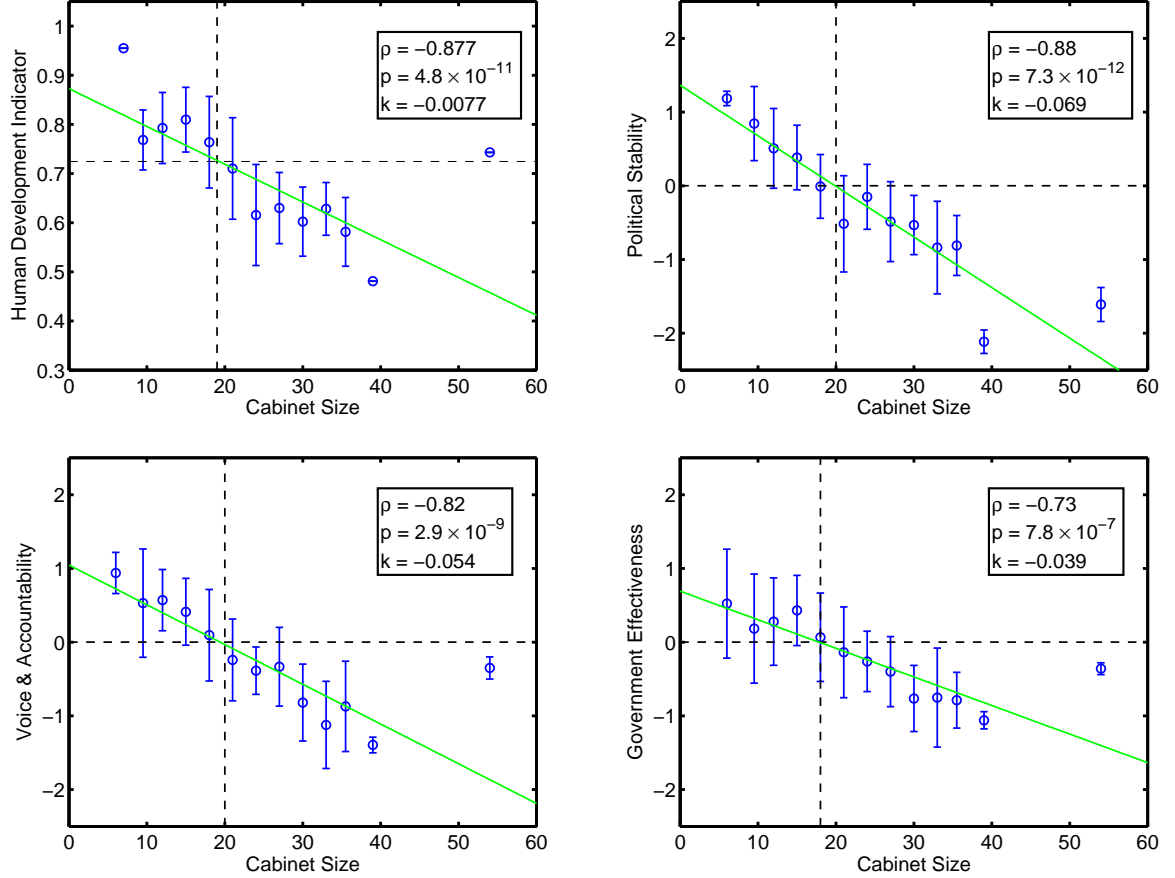 1
0.9
0.8
0.7
0.6
0.5
0.4
0.3
0 10 20 30 40 50 60
Human Development Indicator
Cabinet Size
ρ = −0.877
p = 4.8 × 10⁻¹¹
k = −0.0077
2
1
0
−1
−2
0 10 20 30 40 50 60
Political Stability
Cabinet Size
ρ = −0.88
p = 7.3 × 10⁻¹²
k = −0.069
2
1
0
−1
−2
0 10 20 30 40 50 60
Voice & Accountability
Cabinet Size
ρ = −0.82
p = 2.9 × 10⁻⁹
k = −0.054
2
1
0
−1
−2
0 10 20 30 40 50 60
Government Effectiveness
Cabinet Size
ρ = −0.73
p = 7.8 × 10⁻⁷
k = −0.039